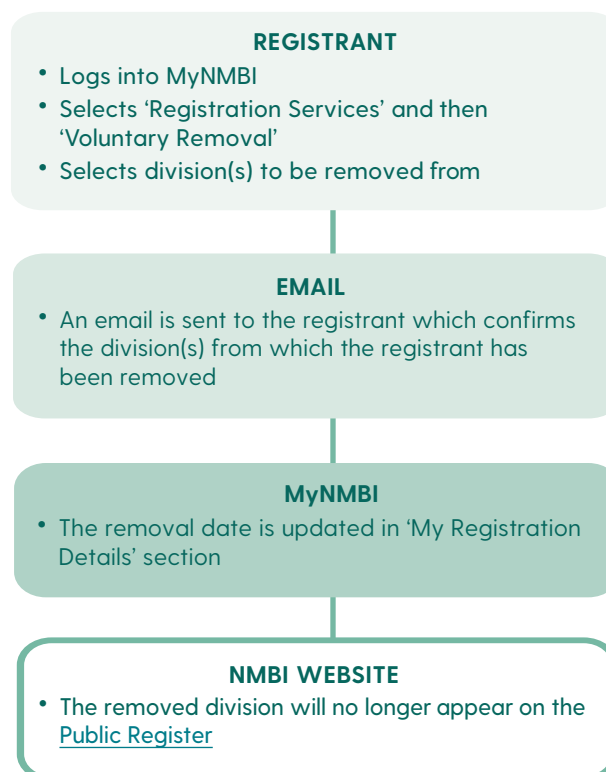 REGISTRANT
• Logs into MyNMBI
• Selects ‘Registration Services’ and then
‘Voluntary Removal’
• Selects division(s) to be removed from
EMAIL
• An email is sent to the registrant which confirms
the division(s) from which the registrant has
been removed
MyNMBI
• The removal date is updated in ‘My Registration
Details’ section
NMBI WEBSITE
• The removed division will no longer appear on the
Public Register